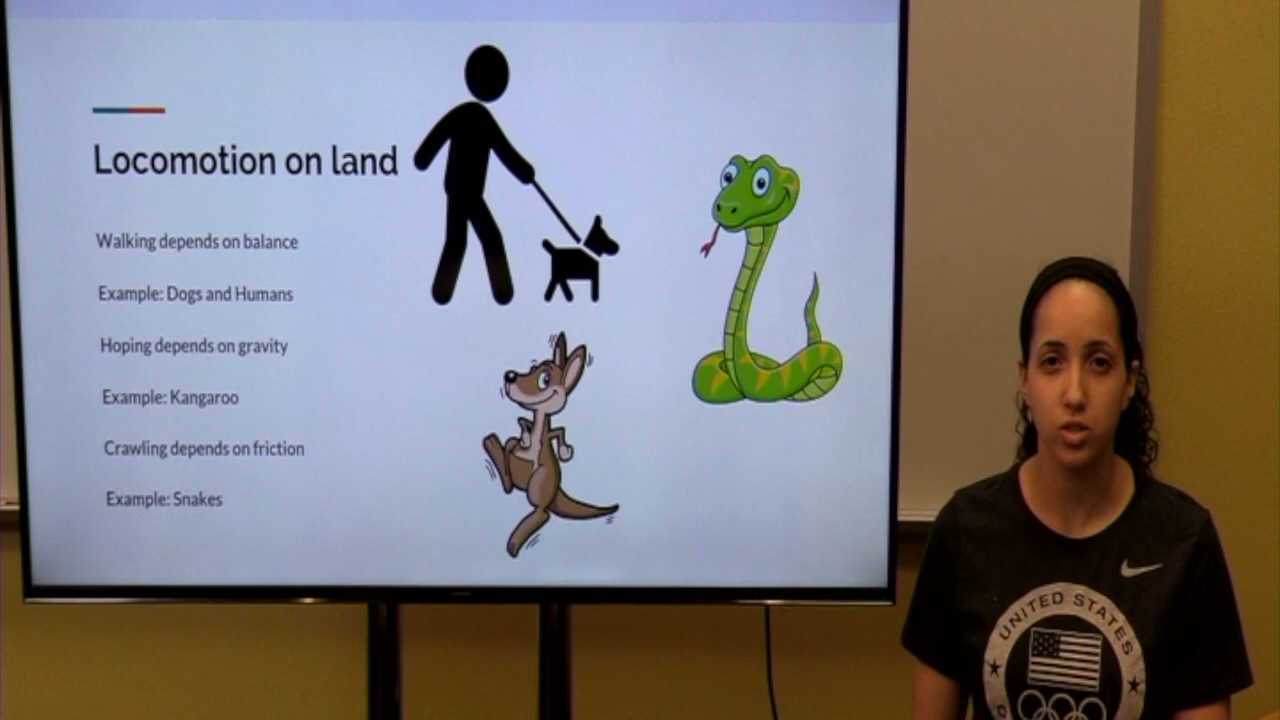 Locomotion on land
Walking depends on balance
Example: Dogs and Humans
Hoping depends on gravity
Example: Kangaroo
Crawling depends on friction
Example: Snakes
UNITED STATES